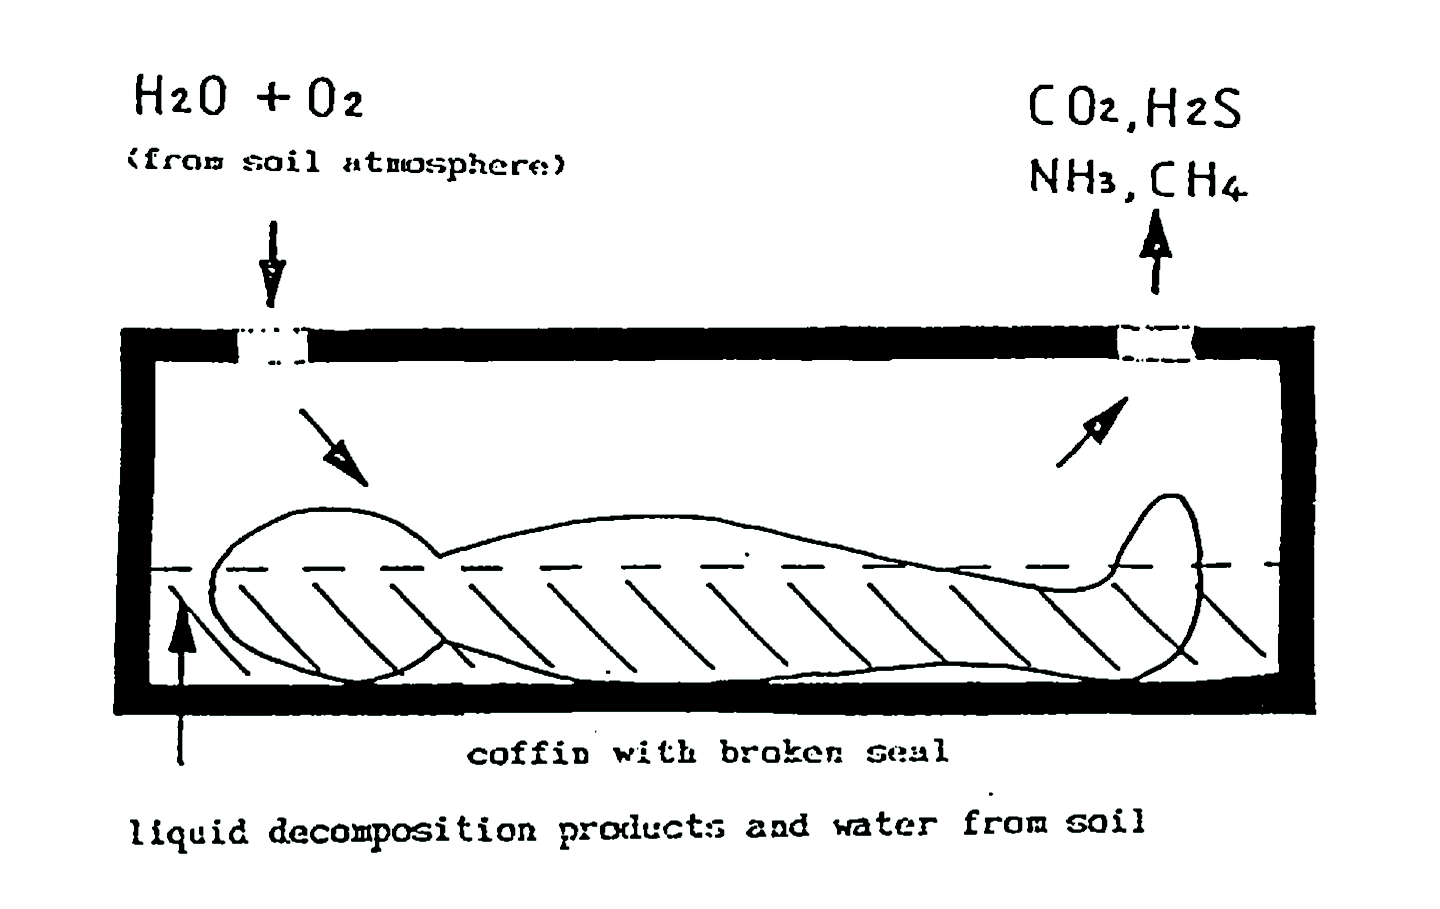 H2O + O2
(from soil atmosphere)
CO2, H2S
NH3, CH4
coffin with broken seal
liquid decomposition products and water from soil